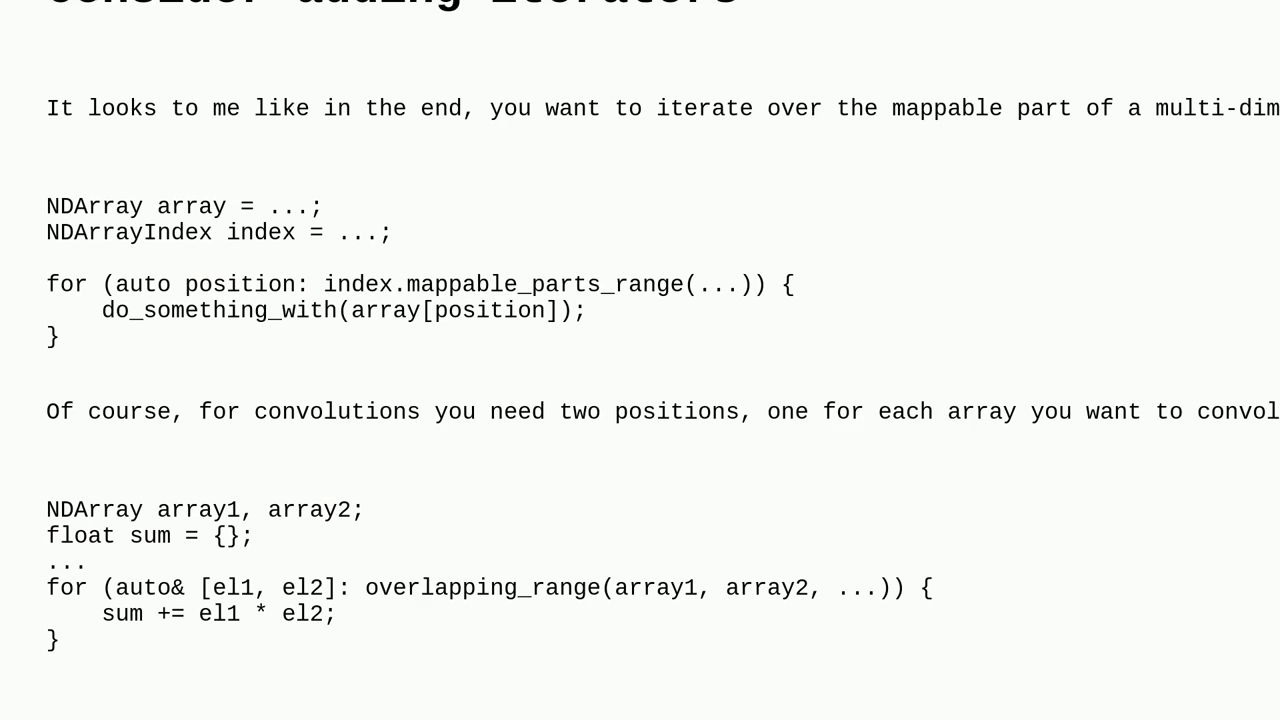 consider adding iterators
It looks to me like in the end, you want to iterate over the mappable part of a multi-dim
NDArray array = ...;
NDArrayIndex index = ...;
for (auto position: index.mappable_parts_range(...)) {
    do_something_with(array[position]);
}
Of course, for convolutions you need two positions, one for each array you want to convol
NDArray array1, array2;
float sum = {};
...
for (auto& [el1, el2]: overlapping_range(array1, array2, ...)) {
    sum += el1 * el2;
}